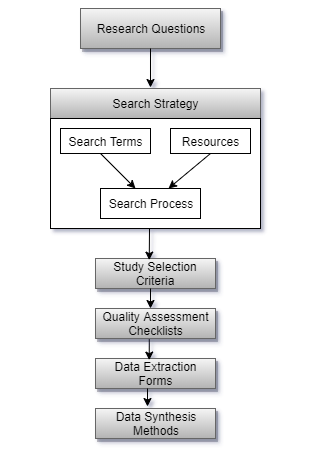 Research Questions
Search Strategy
Search Terms
Resources
Search Process
Study Selection
Criteria
Quality Assessment
Checklists
Data Extraction
Forms
Data Synthesis
Methods